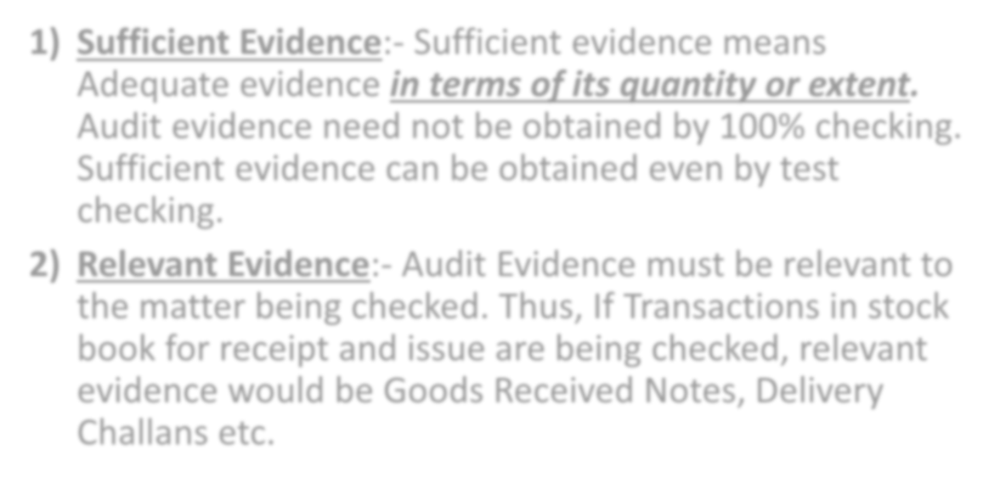 1) Sufficient Evidence:- Sufficient evidence means
Adequate evidence in terms of its quantity or extent.
Audit evidence need not be obtained by 100% checking.
Sufficient evidence can be obtained even by test
checking.
2) Relevant Evidence:- Audit Evidence must be relevant to
the matter being checked. Thus, If Transactions in stock
book for receipt and issue are being checked, relevant
evidence would be Goods Received Notes, Delivery
Challans etc.